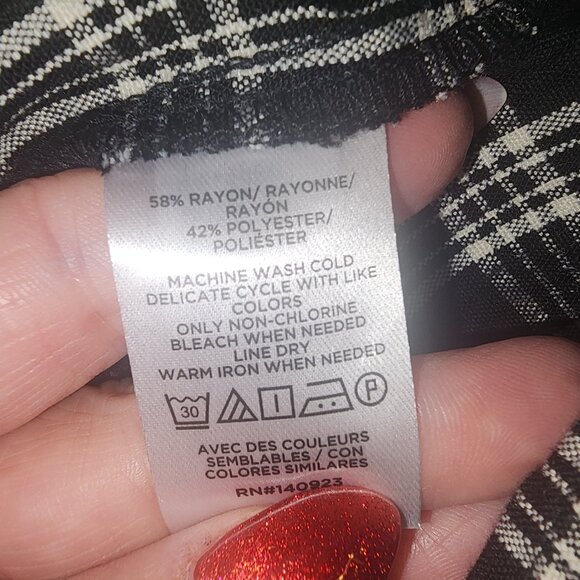 58% RAYON/ RAYONNE/
RAYÓN
42% POLYESTER/
POLIÉSTER
MACHINE WASH COLD
DELICATE CYCLE WITH LIKE
COLORS
ONLY NON-CHLORINE
BLEACH WHEN NEEDED
LINE DRY
WARM IRON WHEN NEEDED
30 P
AVEC DES COULEURS
SEMBLABLES / CON
COLORES SIMILARES
RN#140923